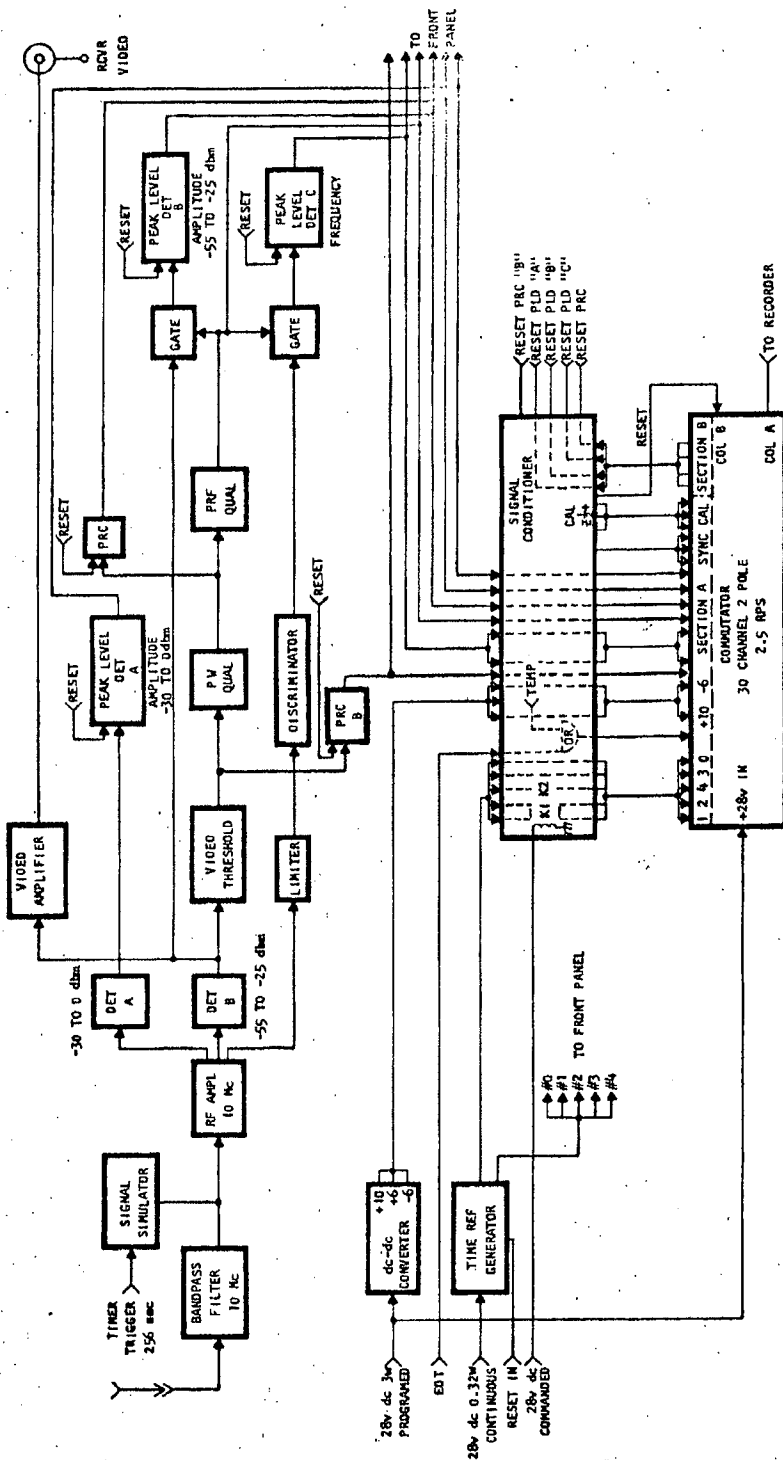 TIMER
TRIGGER
256 sec
SIGNAL
SIMULATOR
BANDPASS
FILTER
10 Mc
RF AMPL
10 Mc
-30 TO 0 dbm
DET
A
DET
B
-55 TO -25 dbm
VIDEO
AMPLIFIER
RCVR
VIDEO
RESET
PEAK LEVEL
DET
A
AMPLITUDE
-30 TO 0dbm
VIDEO
THRESHOLD
LIMITER
PW
QUAL
DISCRIMINATOR
RESET
PRC
B
RESET
PRC
PRF
QUAL
GATE
GATE
RESET
PEAK LEVEL
DET
B
AMPLITUDE
-55 TO -25 dbm
RESET
PEAK
LEVEL
DET C
FREQUENCY
TO
FRONT
PANEL
28v dc 3w
PROGRAMED
EOT
28v dc 0.32w
CONTINUOUS
RESET IN
28v dc
COMMANDED
dc-dc
CONVERTER
+10
+6
-6
TIME REF
GENERATOR
#0
#1
#2
#3
#4
TO FRONT PANEL
K1 K2
OR
TEMP
SIGNAL
CONDITIONER
CAL
RESET PRC "B"
RESET PLD "A"
RESET PLD "B"
RESET PLD "C"
RESET PRC
RESET
1 2 4 3 0 +10 -6 SECTION A SYNC CAL SECTION B
+28v IN
COMMUTATOR
30 CHANNEL 2 POLE
2.5 RPS
COL B
COL A
TO RECORDER